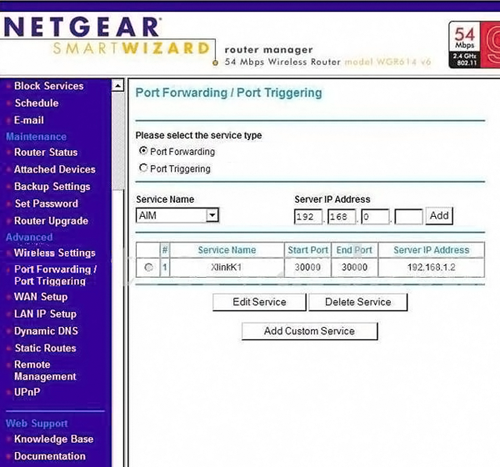 NETGEAR
SMARTWIZARD
router manager
54 Mbps Wireless Router model WGR614 v6
54
Mbps
2.4 GHz
802.11
Block Services
Schedule
E-mail
Maintenance
Router Status
Attached Devices
Backup Settings
Set Password
Router Upgrade
Advanced
Wireless Settings
Port Forwarding /
Port Triggering
WAN Setup
LAN IP Setup
Dynamic DNS
Static Routes
Remote
Management
UPnP
Web Support
Knowledge Base
Documentation
Port Forwarding / Port Triggering
Please select the service type
Port Forwarding
Port Triggering
Service Name Server IP Address
AIM 192 . 168 . 0 . Add
# Service Name Start Port End Port Server IP Address
1 XlinkK1 30000 30000 192.168.1.2
Edit Service Delete Service
Add Custom Service